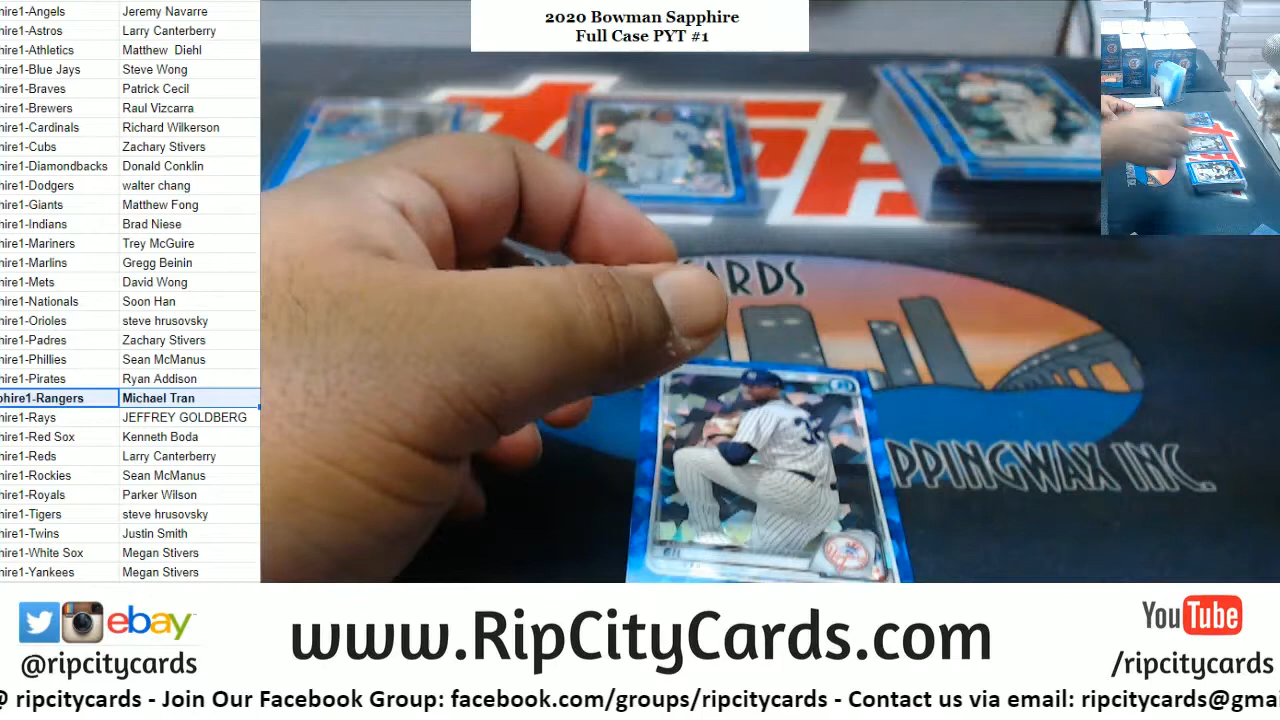 2020 Bowman Sapphire
Full Case PYT #1
hire1-Angels Jeremy Navarre
hire1-Astros Larry Canterberry
hire1-Athletics Matthew Diehl
hire1-Blue Jays Steve Wong
hire1-Braves Patrick Cecil
hire1-Brewers Raul Vizcarra
hire1-Cardinals Richard Wilkerson
hire1-Cubs Zachary Stivers
hire1-Diamondbacks Donald Conklin
hire1-Dodgers walter chang
hire1-Giants Matthew Fong
hire1-Indians Brad Niese
hire1-Mariners Trey McGuire
hire1-Marlins Gregg Beinin
hire1-Mets David Wong
hire1-Nationals Soon Han
hire1-Orioles steve hrusovsky
hire1-Padres Zachary Stivers
hire1-Phillies Sean McManus
hire1-Pirates Ryan Addison
phire1-Rangers Michael Tran
hire1-Rays JEFFREY GOLDBERG
hire1-Red Sox Kenneth Boda
hire1-Reds Larry Canterberry
hire1-Rockies Sean McManus
hire1-Royals Parker Wilson
hire1-Tigers steve hrusovsky
hire1-Twins Justin Smith
hire1-White Sox Megan Stivers
hire1-Yankees Megan Stivers
ARDS
PPINGWAX INC.
ebay
@ripcitycards
www.RipCityCards.com
YouTube
/ripcitycards
@ ripcitycards - Join Our Facebook Group: facebook.com/groups/ripcitycards - Contact us via email: ripcitycards@gmai